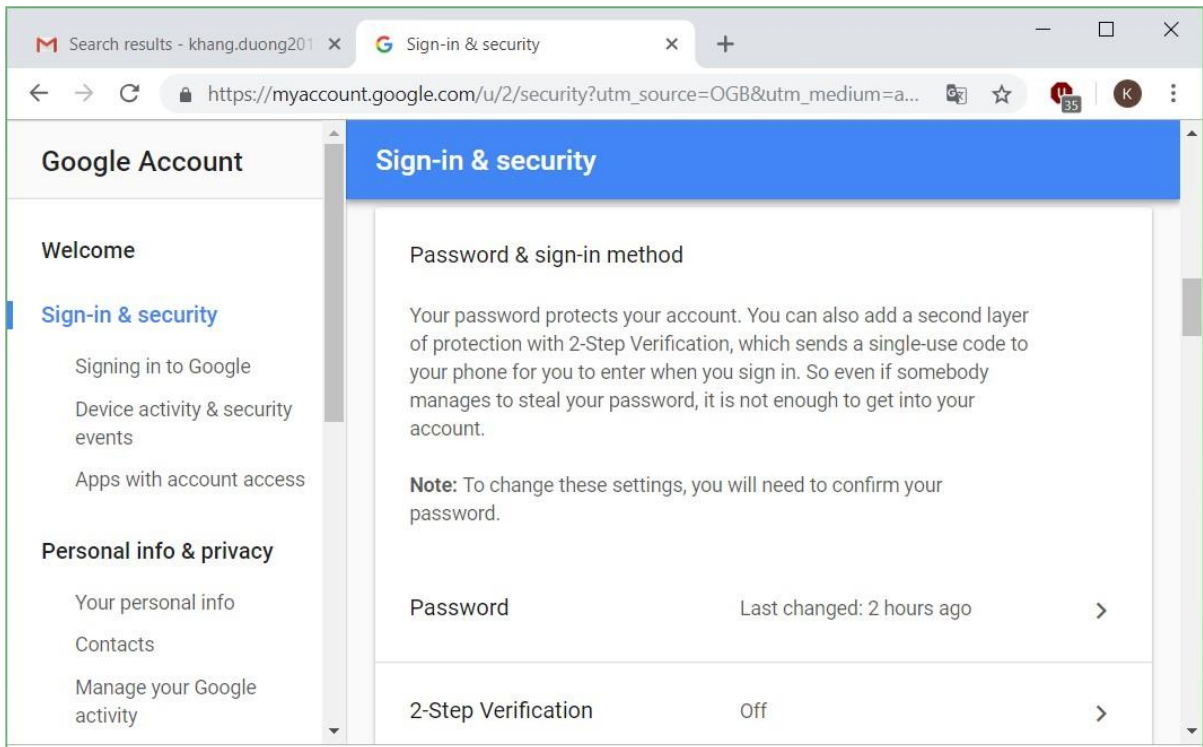 Search results - khang.duong201
Sign-in & security
https://myaccount.google.com/u/2/security?utm_source=OGB&utm_medium=a...
35
K
Google Account
Welcome
Sign-in & security
Signing in to Google
Device activity & security
events
Apps with account access
Personal info & privacy
Your personal info
Contacts
Manage your Google
activity
Sign-in & security
Password & sign-in method
Your password protects your account. You can also add a second layer
of protection with 2-Step Verification, which sends a single-use code to
your phone for you to enter when you sign in. So even if somebody
manages to steal your password, it is not enough to get into your
account.
Note: To change these settings, you will need to confirm your
password.
Password Last changed: 2 hours ago
2-Step Verification Off